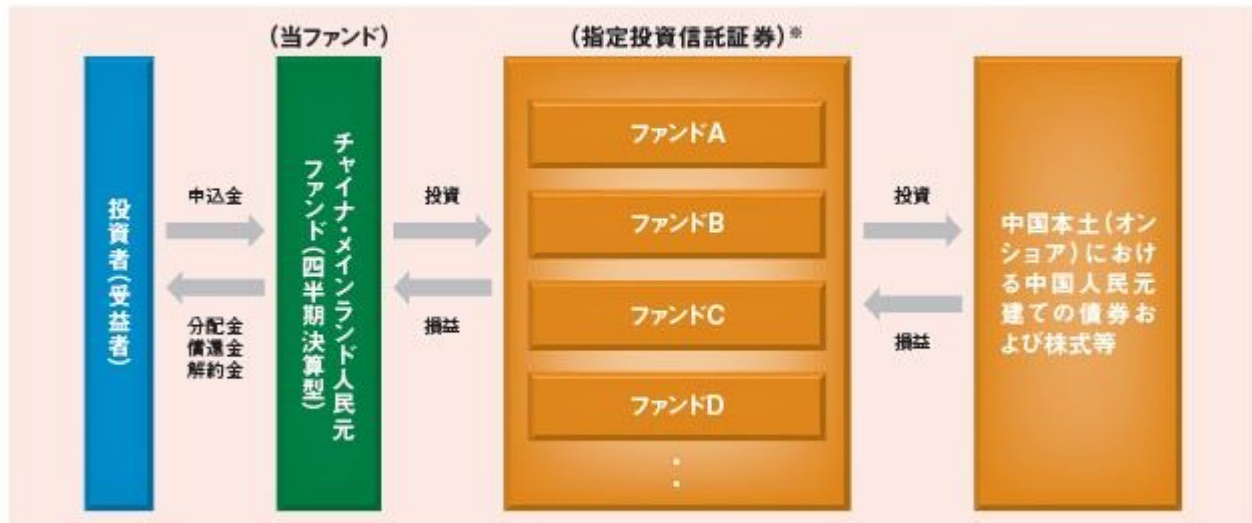 (当ファンド)
(指定投資信託証券)※
投資者(受益者)
申込金
分配金
償還金
解約金
チャイナ・メインランド人民元
ファンド(四半期決算型)
投資
損益
ファンドA
ファンドB
ファンドC
ファンドD
:
投資
損益
中国本土(オン
ショア)におけ
る中国人民元
建ての債券お
よび株式等